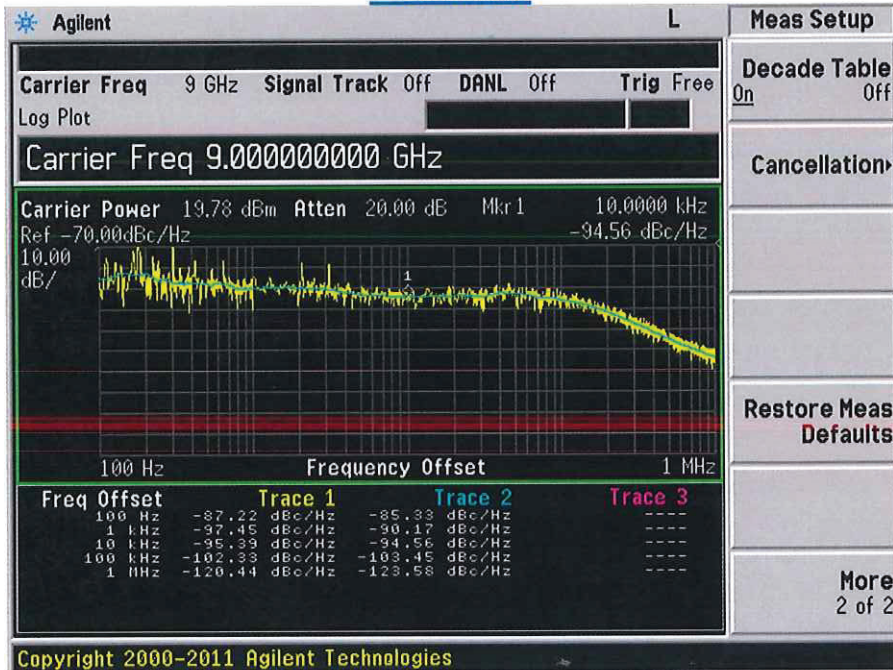 Agilent L Meas Setup
Carrier Freq 9 GHz Signal Track Off DANL Off Trig Free
Log Plot
Carrier Freq 9.000000000 GHz
Carrier Power 19.78 dBm Atten 20.00 dB Mkr1 10.0000 kHz
Ref -70.00dBc/Hz -94.56 dBc/Hz
10.00
dB/
1
100 Hz Frequency Offset 1 MHz
Freq Offset Trace 1 Trace 2 Trace 3
100 Hz -87.22 dBc/Hz -85.33 dBc/Hz ----
1 kHz -97.45 dBc/Hz -90.17 dBc/Hz ----
10 kHz -95.39 dBc/Hz -94.56 dBc/Hz ----
100 kHz -102.33 dBc/Hz -103.45 dBc/Hz ----
1 MHz -120.44 dBc/Hz -123.58 dBc/Hz ----
Copyright 2000-2011 Agilent Technologies
Decade Table
On Off
Cancellation
Restore Meas
Defaults
More
2 of 2